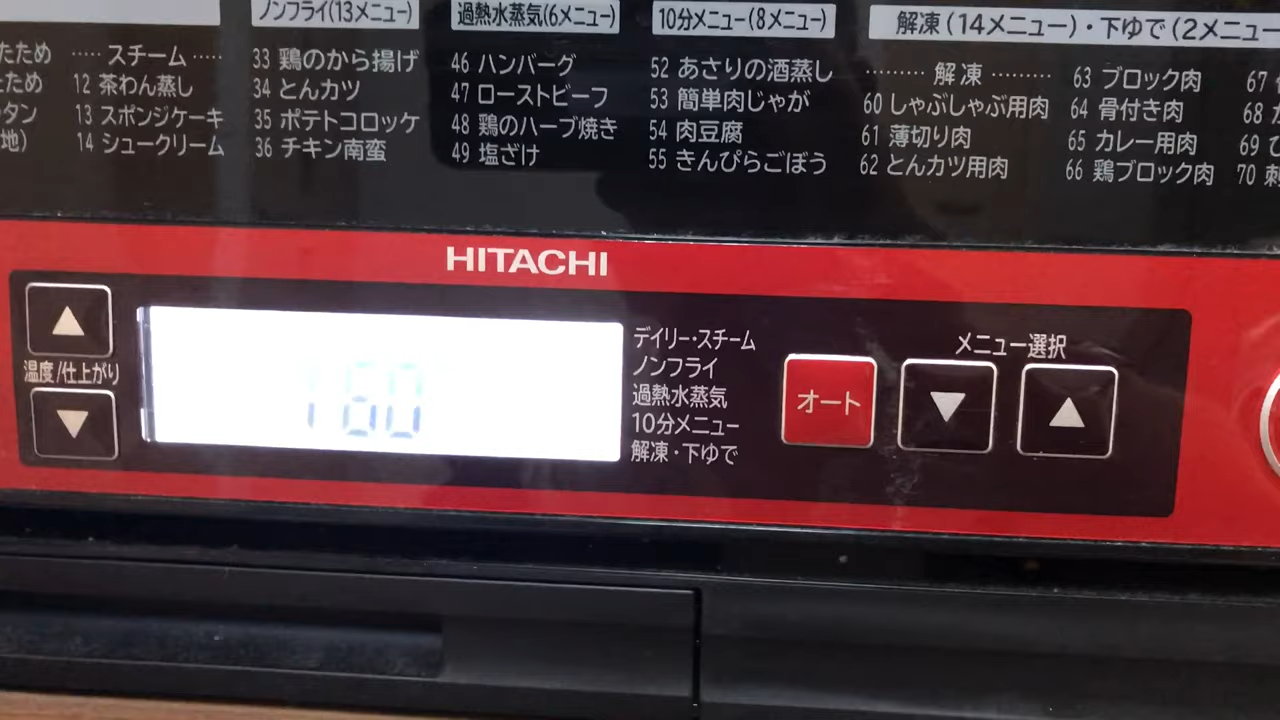 ノンフライ(13メニュー)
過熱水蒸気(6メニュー)
10分メニュー(8メニュー)
解凍(14メニュー)・下ゆで(2メニュー
たため
たため
タン
地)
‥‥‥ スチーム ‥‥‥
12 茶わん蒸し
13 スポンジケーキ
14 シュークリーム
33 鶏のから揚げ
34 とんカツ
35 ポテトコロッケ
36 チキン南蛮
46 ハンバーグ
47 ローストビーフ
48 鶏のハーブ焼き
49 塩ざけ
52 あさりの酒蒸し
53 簡単肉じゃが
54 肉豆腐
55 きんぴらごぼう
‥‥‥‥ 解凍 ‥‥‥‥
60 しゃぶしゃぶ用肉
61 薄切り肉
62 とんカツ用肉
63 ブロック肉
64 骨付き肉
65 カレー用肉
66 鶏ブロック肉
67
68
69
70
HITACHI
温度/仕上がり
160
デイリー・スチーム
ノンフライ
過熱水蒸気
10分メニュー
解凍・下ゆで
オート
メニュー選択